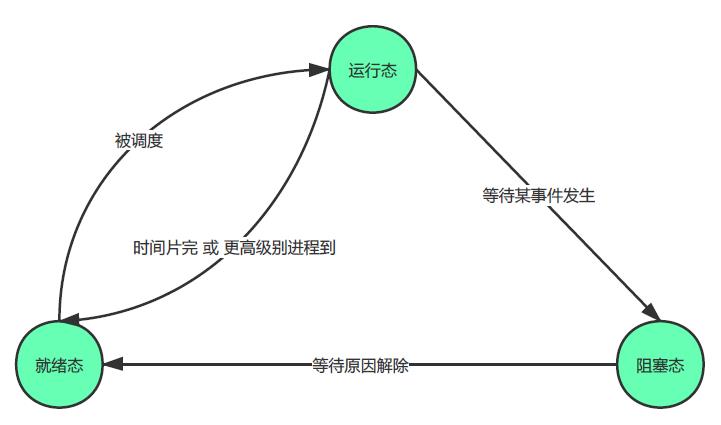 运行态
被调度
等待某事件发生
时间片完 或 更高级别进程到
就绪态
等待原因解除
阻塞态